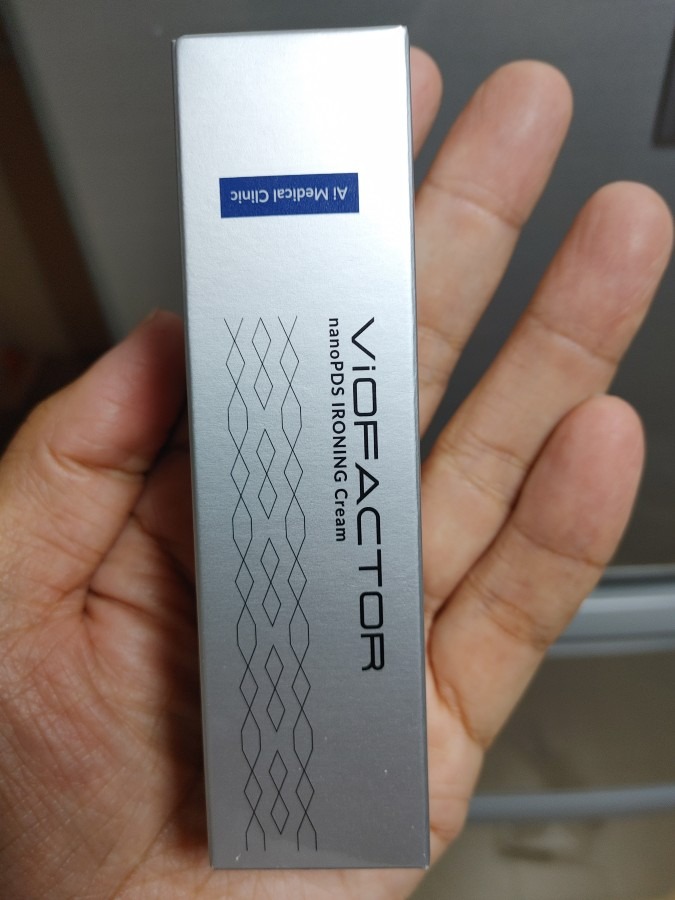 ViOFACTOR
nanoPDS IRONING Cream
Ai Medical Clinic